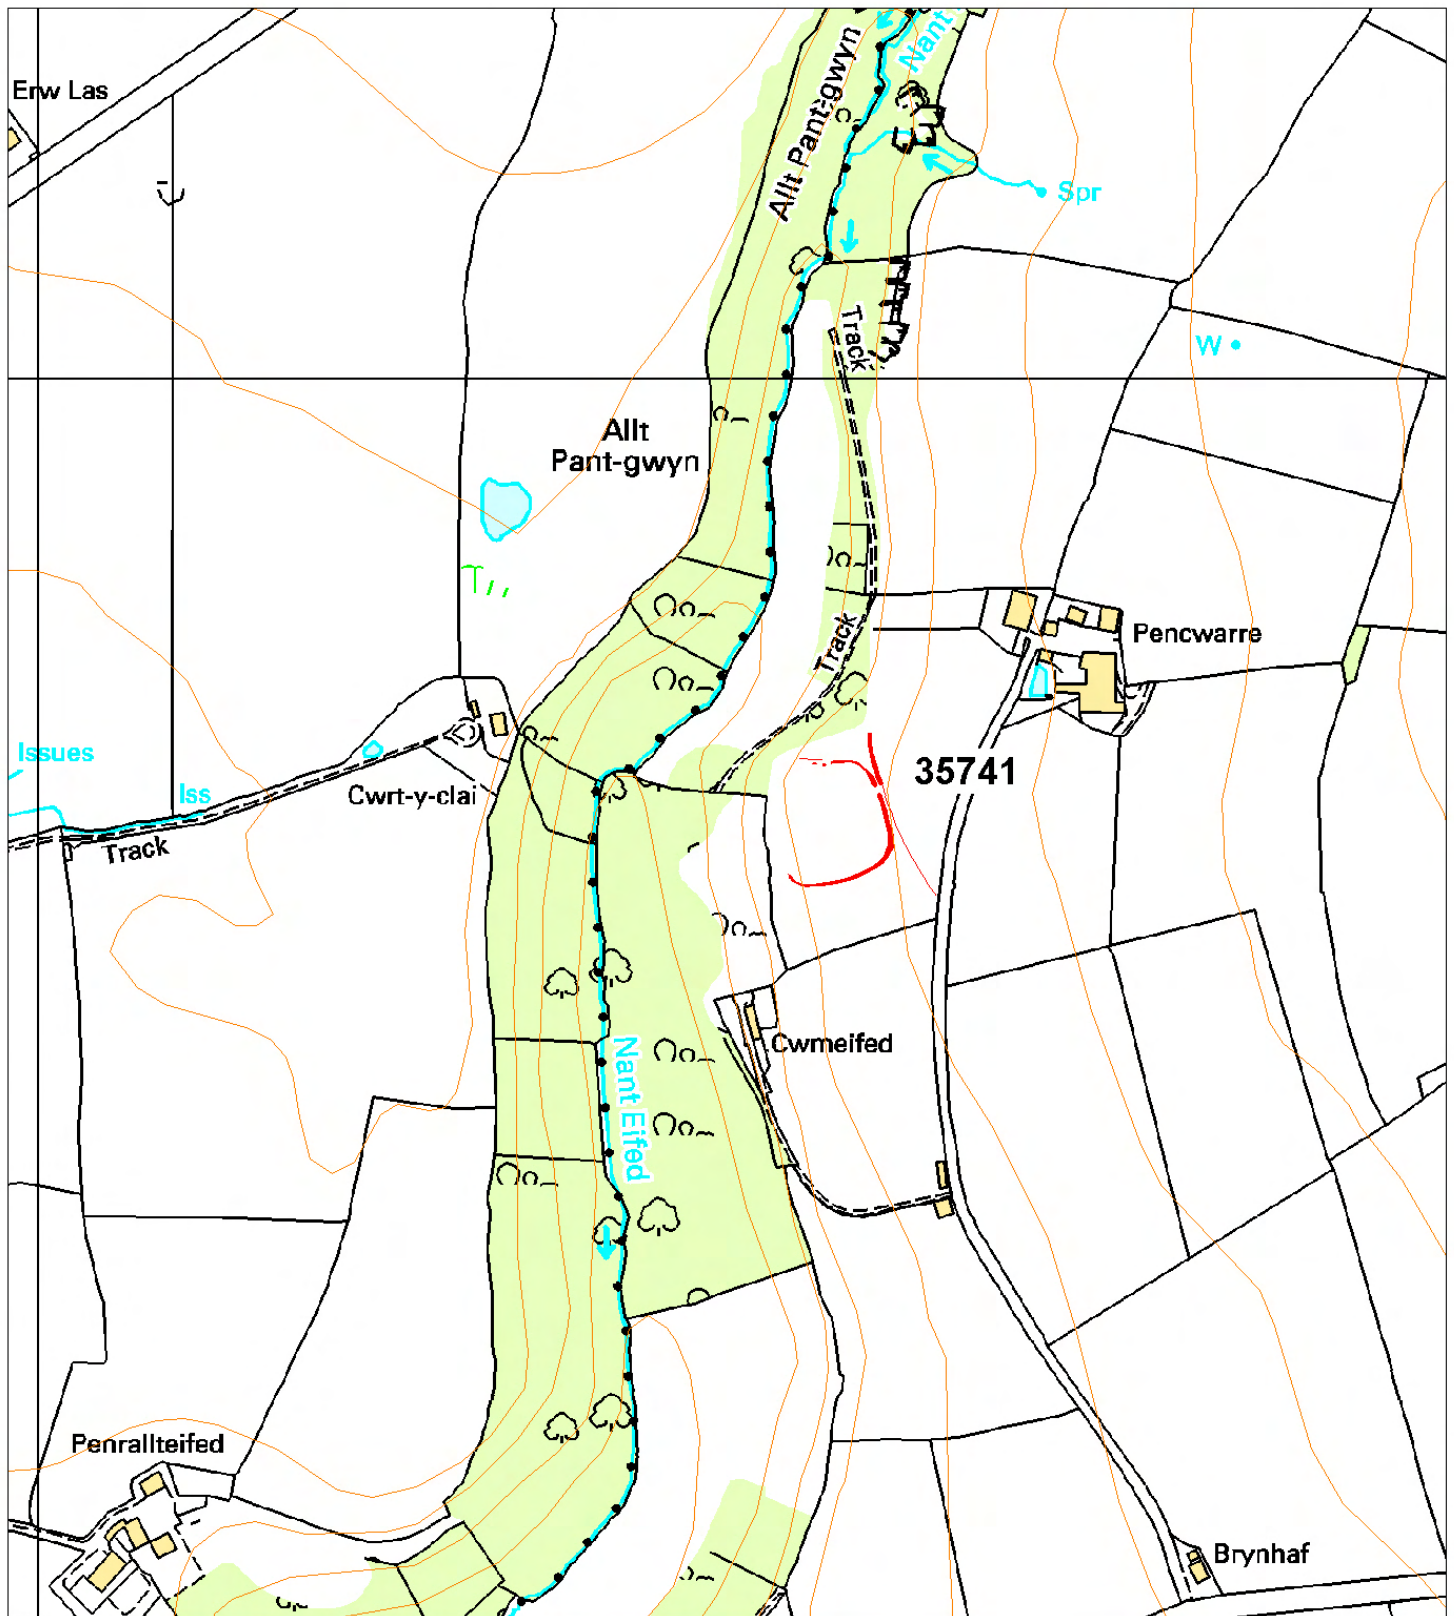 Erw Las
Allt Pant-gwyn
Nant
Spr
Track
W
Allt
Pant-gwyn
Track
Pencwarre
Issues
Iss
Cwrt-y-clai
Track
35741
Cwmeifed
Nant Eifed
Penrallteifed
Brynhaf